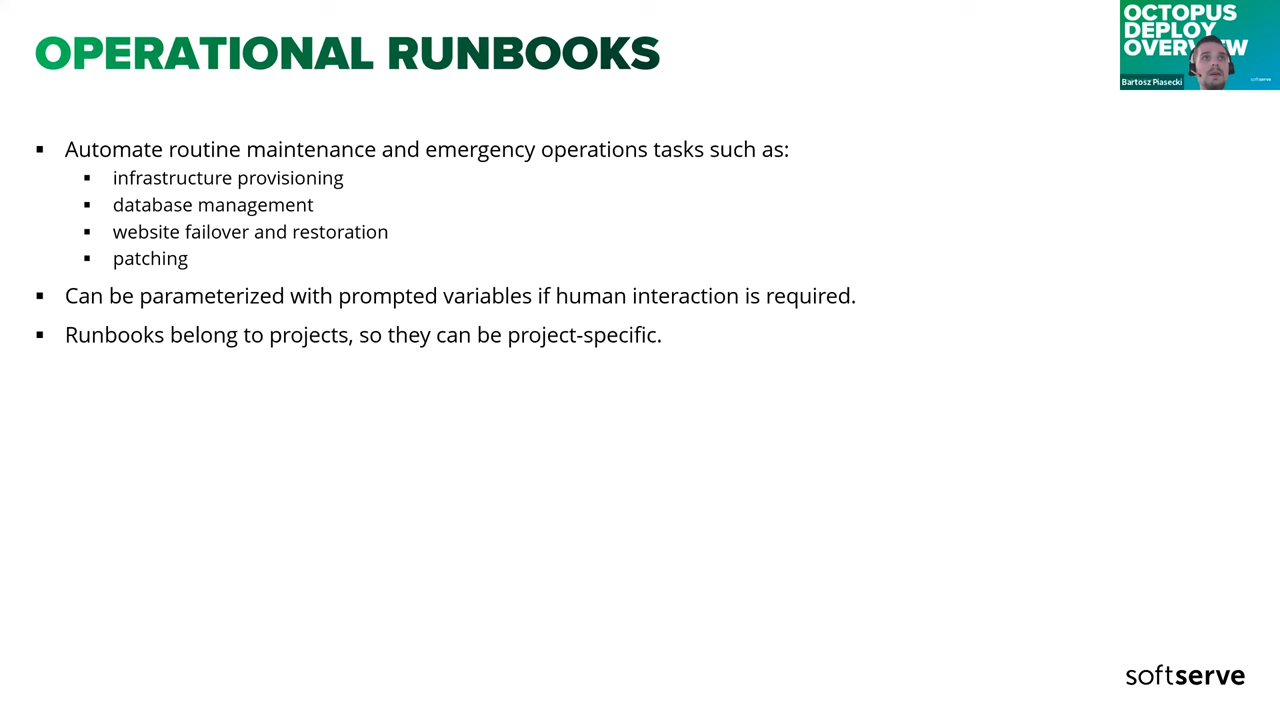 OPERATIONAL RUNBOOKS
OCTOPUS
DEPLOY
OVERVIEW
Bartosz Piasecki
softserve
▪ Automate routine maintenance and emergency operations tasks such as:
▪ infrastructure provisioning
▪ database management
▪ website failover and restoration
▪ patching
▪ Can be parameterized with prompted variables if human interaction is required.
▪ Runbooks belong to projects, so they can be project-specific.
softserve